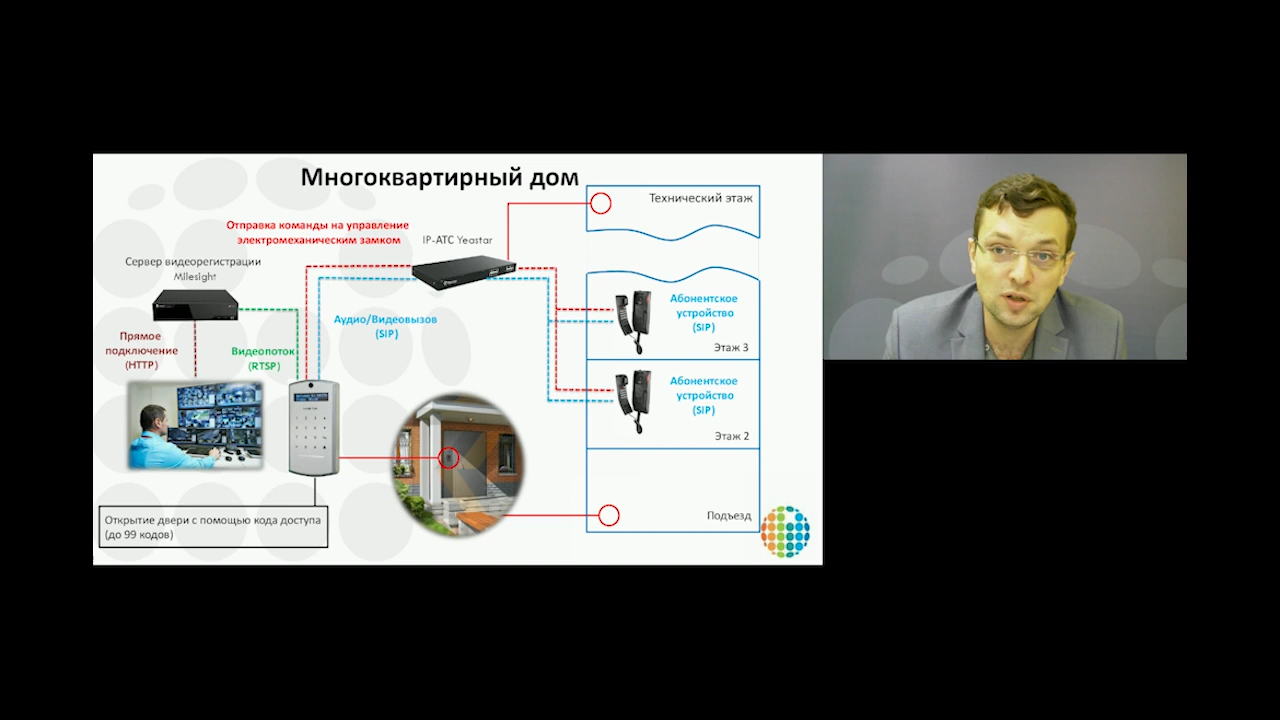 Многоквартирный дом
Технический этаж
Отправка команды на управление
электромеханическим замком
IP-АТС Yeastar
Сервер видеорегистрации
Milesight
Аудио/Видеовызов
(SIP)
Прямое
подключение
(HTTP)
Видеопоток
(RTSP)
Абонентское
устройство
(SIP)
Этаж 3
Абонентское
устройство
(SIP)
Этаж 2
Подъезд
Открытие двери с помощью кода доступа
(до 99 кодов)